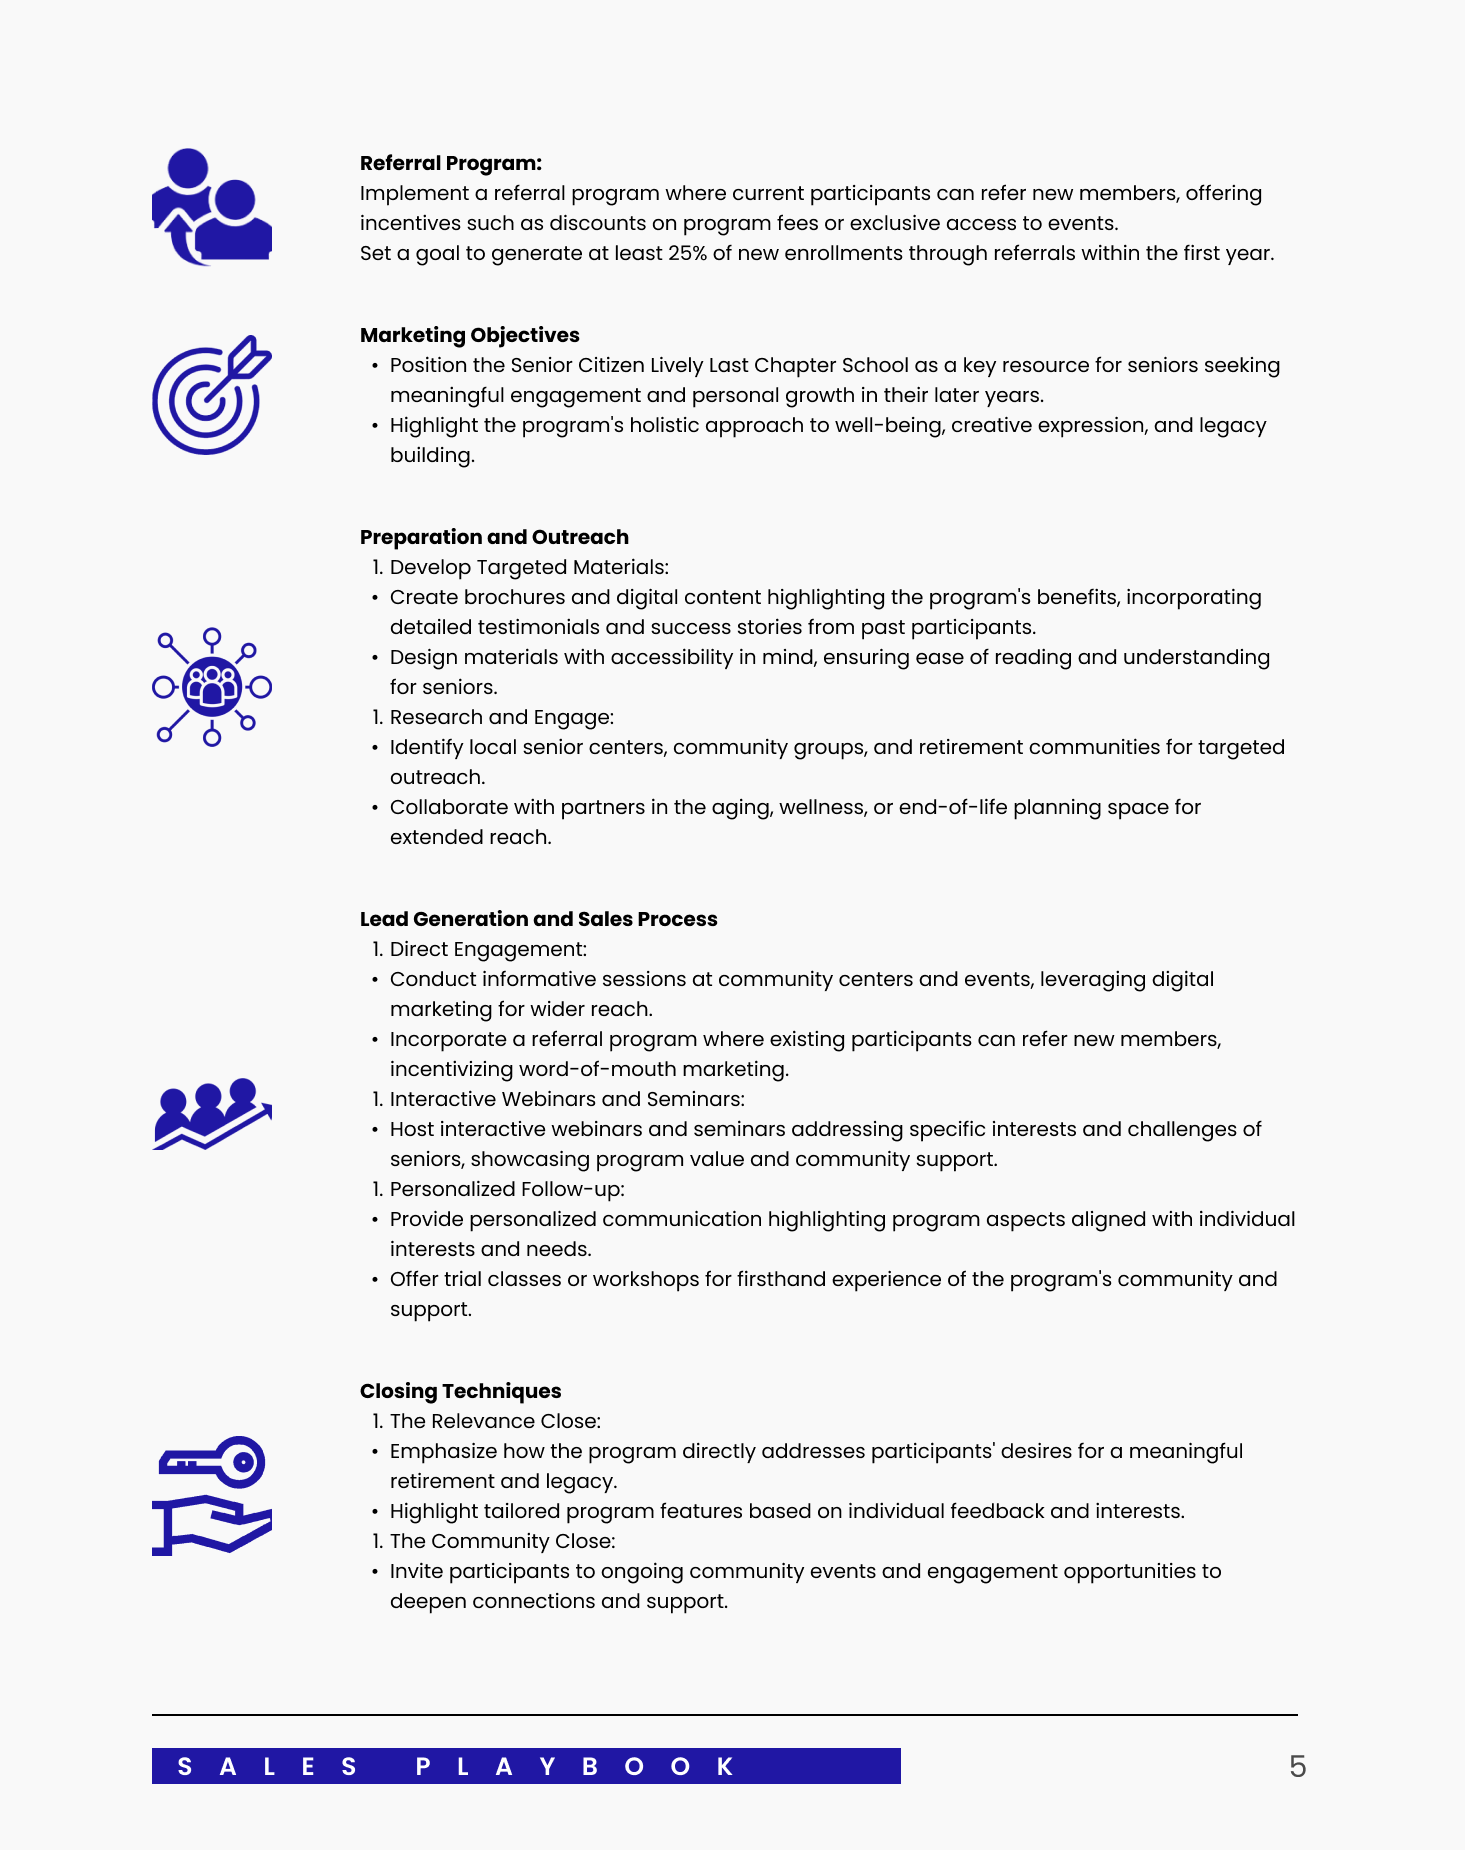 Referral Program:
Implement a referral program where current participants can refer new members, offering
incentives such as discounts on program fees or exclusive access to events.
Set a goal to generate at least 25% of new enrollments through referrals within the first year.
Marketing Objectives
• Position the Senior Citizen Lively Last Chapter School as a key resource for seniors seeking
meaningful engagement and personal growth in their later years.
• Highlight the program's holistic approach to well-being, creative expression, and legacy
building.
Preparation and Outreach
1. Develop Targeted Materials:
• Create brochures and digital content highlighting the program's benefits, incorporating
detailed testimonials and success stories from past participants.
• Design materials with accessibility in mind, ensuring ease of reading and understanding
for seniors.
1. Research and Engage:
• Identify local senior centers, community groups, and retirement communities for targeted
outreach.
• Collaborate with partners in the aging, wellness, or end-of-life planning space for
extended reach.
Lead Generation and Sales Process
1. Direct Engagement:
• Conduct informative sessions at community centers and events, leveraging digital
marketing for wider reach.
• Incorporate a referral program where existing participants can refer new members,
incentivizing word-of-mouth marketing.
1. Interactive Webinars and Seminars:
• Host interactive webinars and seminars addressing specific interests and challenges of
seniors, showcasing program value and community support.
1. Personalized Follow-up:
• Provide personalized communication highlighting program aspects aligned with individual
interests and needs.
• Offer trial classes or workshops for firsthand experience of the program's community and
support.
Closing Techniques
1. The Relevance Close:
• Emphasize how the program directly addresses participants' desires for a meaningful
retirement and legacy.
• Highlight tailored program features based on individual feedback and interests.
1. The Community Close:
• Invite participants to ongoing community events and engagement opportunities to
deepen connections and support.
SALES PLAYBOOK
5